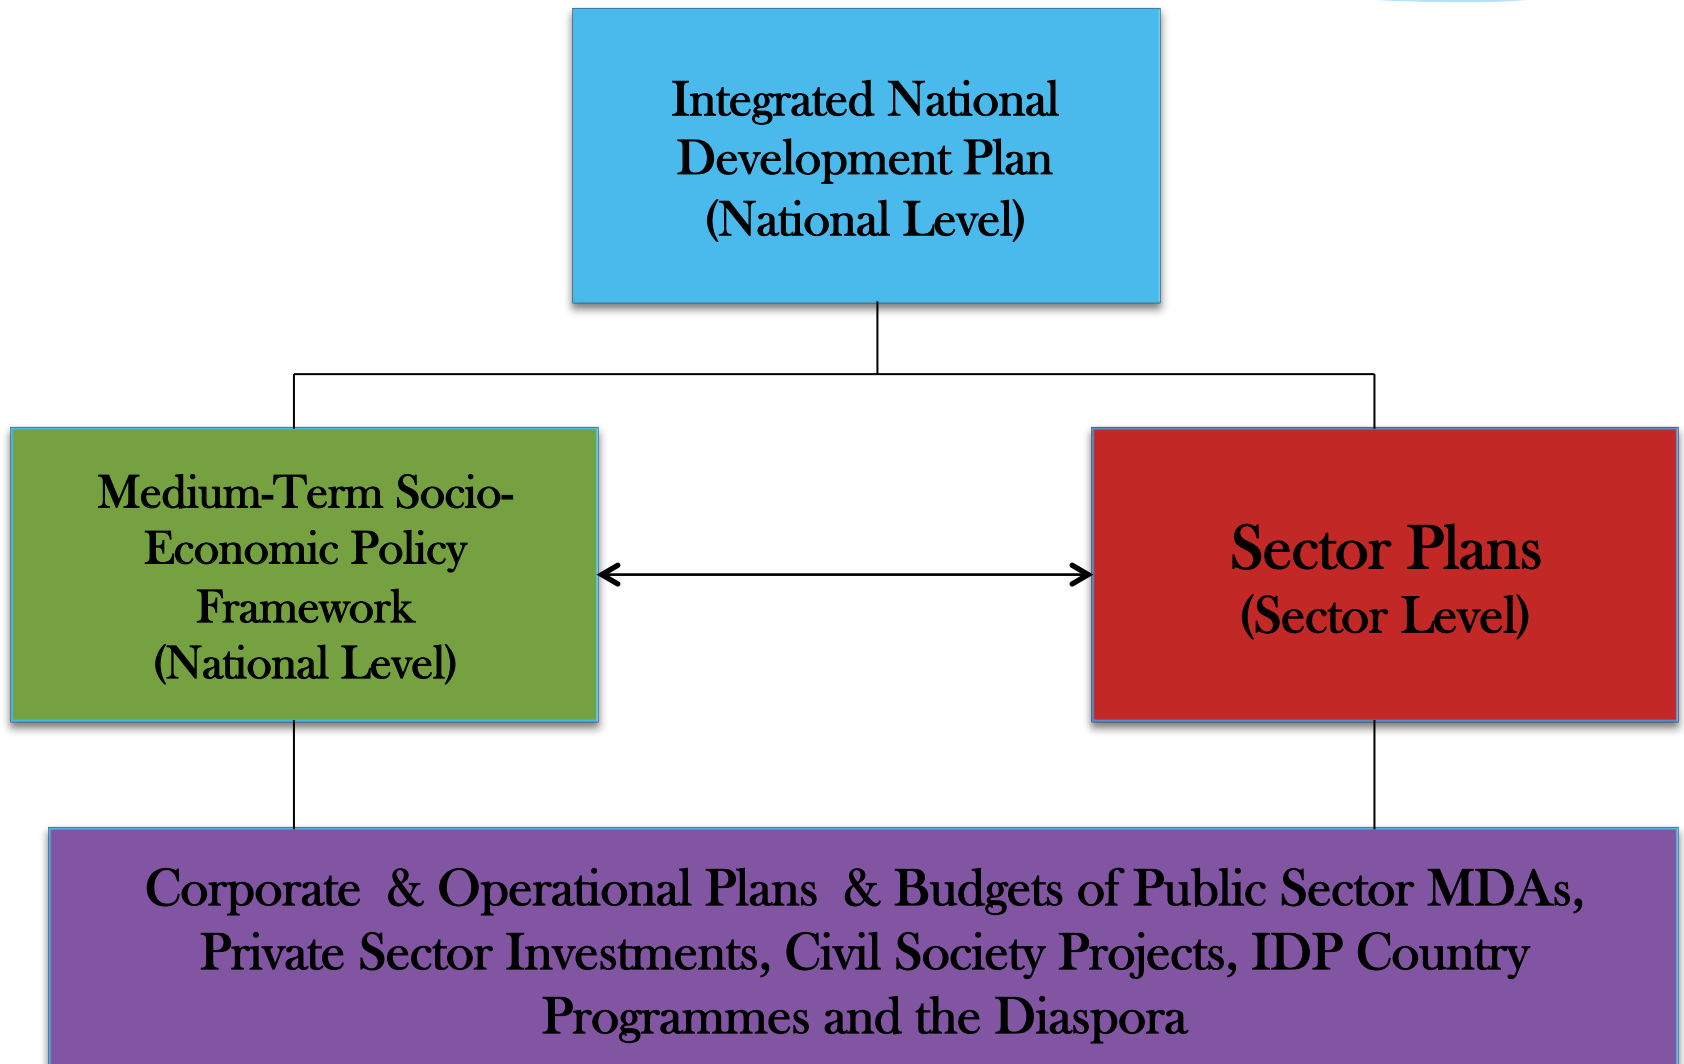 Integrated National
Development Plan
(National Level)
Medium-Term Socio-
Economic Policy
Framework
(National Level)
Sector Plans
(Sector Level)
Corporate & Operational Plans & Budgets of Public Sector MDAs,
Private Sector Investments, Civil Society Projects, IDP Country
Programmes and the Diaspora